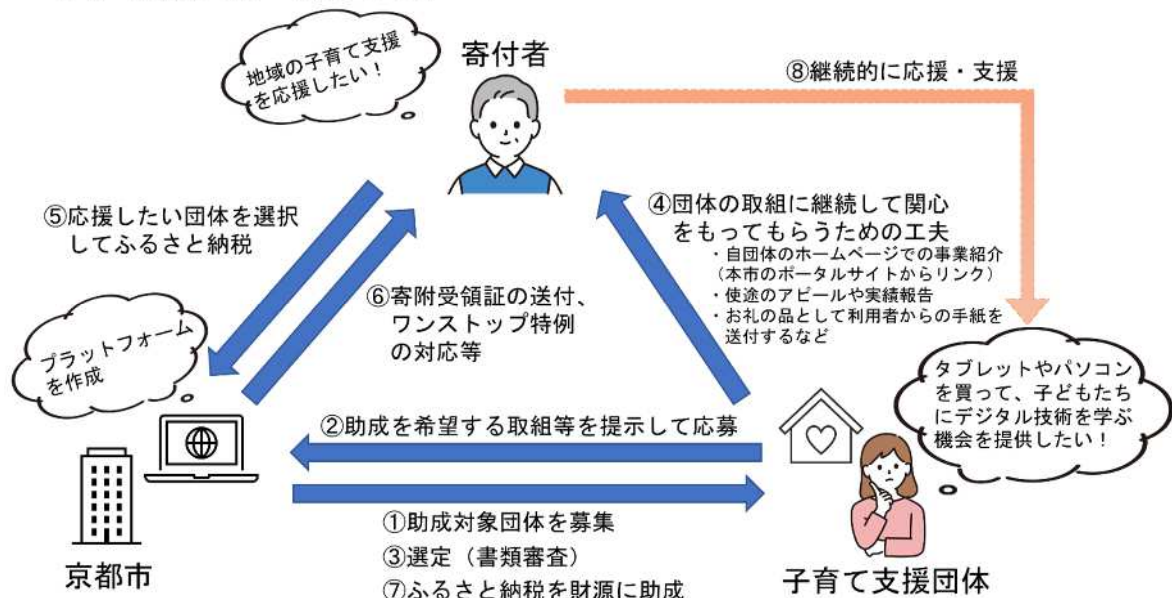 地域の子育て支援
を応援したい！
寄付者
⑧継続的に応援・支援
⑤応援したい団体を選択
してふるさと納税
④団体の取組に継続して関心
をもってもらうための工夫
・自団体のホームページでの事業紹介
（本市のポータルサイトからリンク）
・使途のアピールや実績報告
・お礼の品として利用者からの手紙を
送付するなど
⑥寄附受領証の送付、
ワンストップ特例
の対応等
プラットフォーム
を作成
タブレットやパソコン
を買って、子どもたち
にデジタル技術を学ぶ
機会を提供したい！
②助成を希望する取組等を提示して応募
①助成対象団体を募集
③選定（書類審査）
⑦ふるさと納税を財源に助成
京都市
子育て支援団体